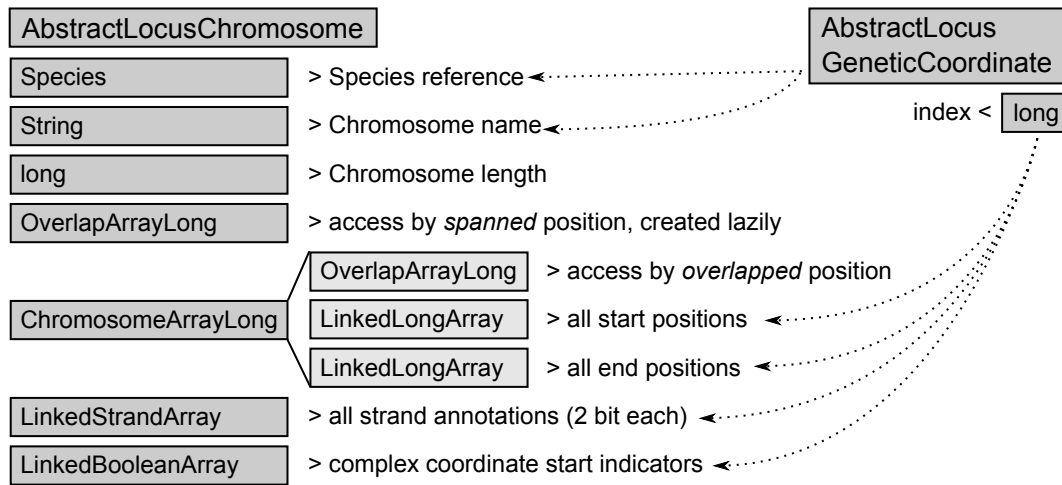 AbstractLocusChromosome
AbstractLocus
GeneticCoordinate
Species > Species reference
index < long
String > Chromosome name
long > Chromosome length
OverlapArrayLong > access by spanned position, created lazily
OverlapArrayLong > access by overlapped position
ChromosomeArrayLong LinkedLongArray > all start positions
LinkedLongArray > all end positions
LinkedStrandArray > all strand annotations (2 bit each)
LinkedBooleanArray > complex coordinate start indicators